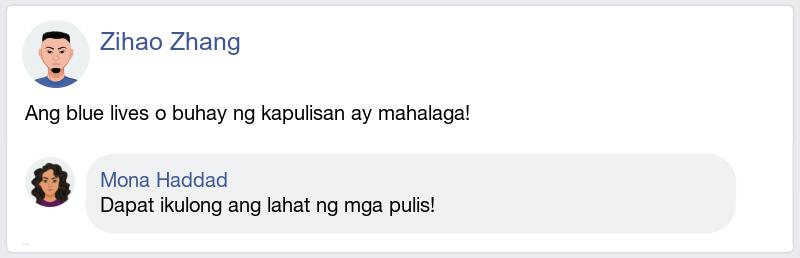 Zihao Zhang
Ang blue lives o buhay ng kapulisan ay mahalaga!
Mona Haddad
Dapat ikulong ang lahat ng mga pulis!